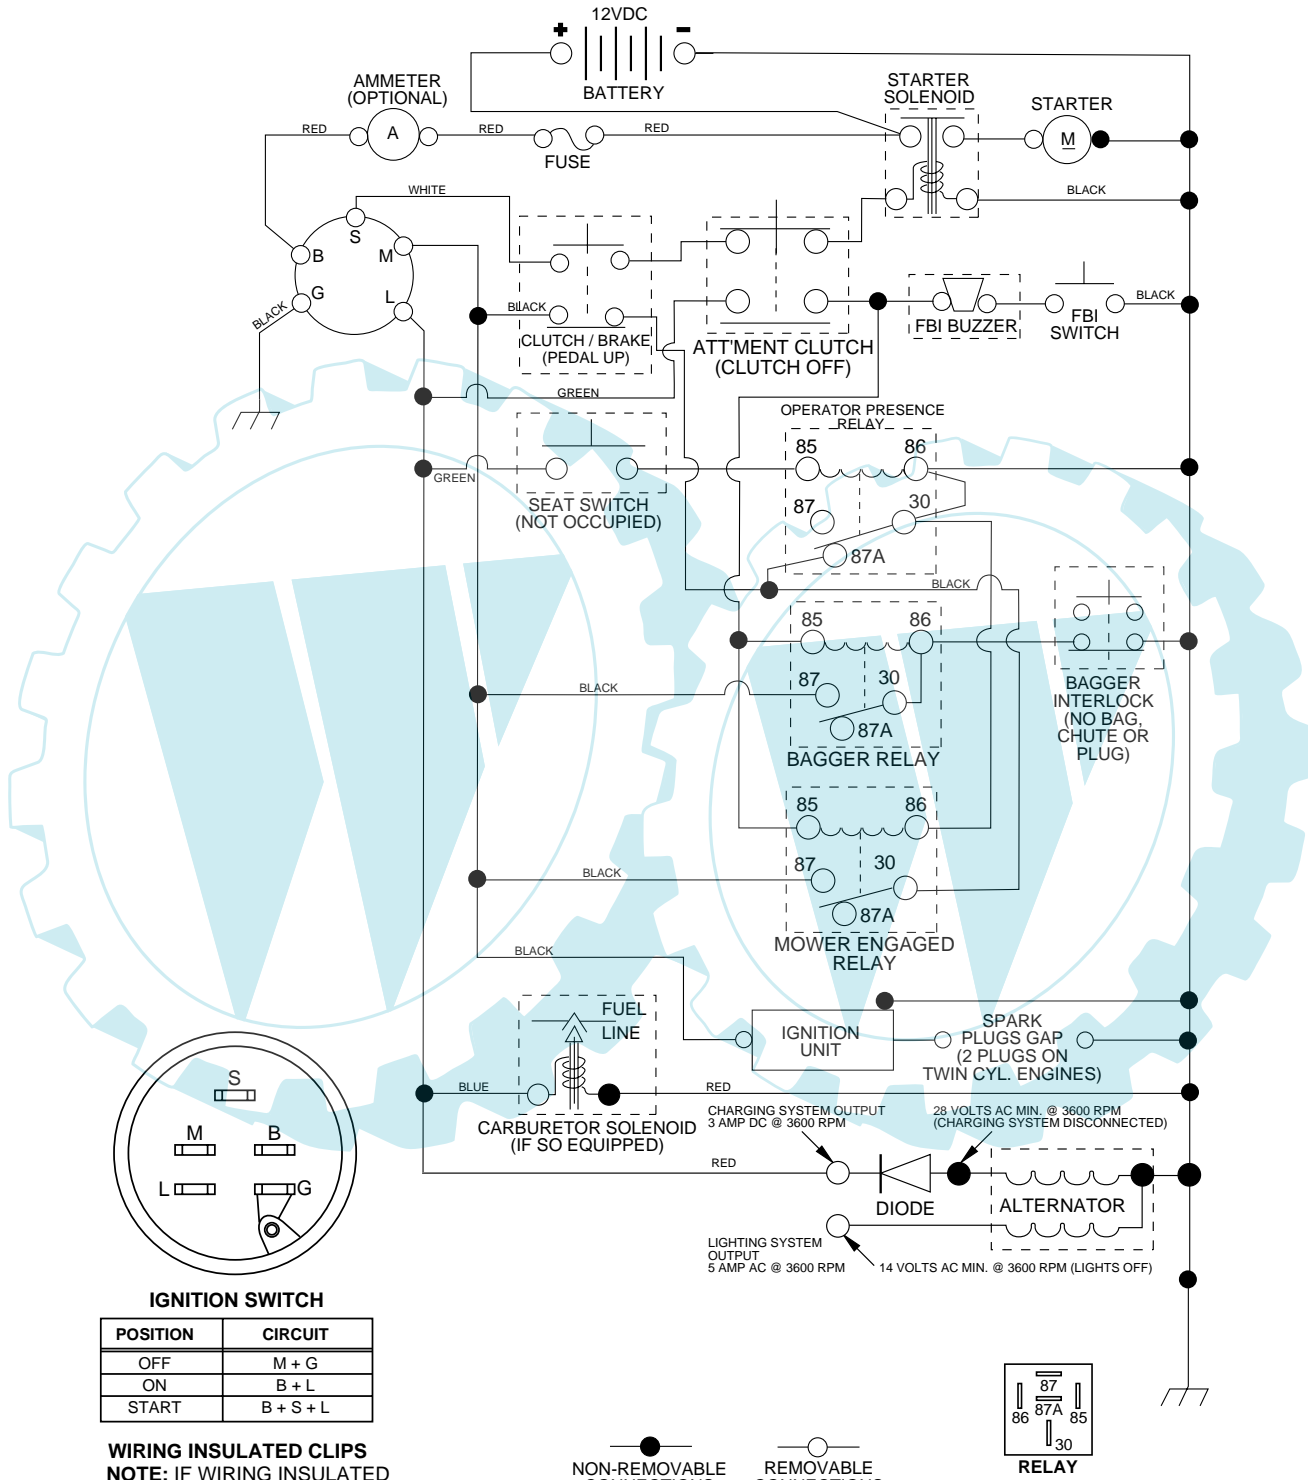 12VDC
+ -
BATTERY
AMMETER
(OPTIONAL)
A
RED
RED
RED
FUSE
STARTER
SOLENOID
STARTER
M
BLACK
WHITE
S
B
M
G
L
BLACK
BLACK
CLUTCH / BRAKE
(PEDAL UP)
ATT'MENT CLUTCH
(CLUTCH OFF)
FBI BUZZER
FBI
SWITCH
BLACK
GREEN
GREEN
SEAT SWITCH
(NOT OCCUPIED)
OPERATOR PRESENCE
RELAY
85
86
87
30
87A
BLACK
85
86
87
30
87A
BLACK
BAGGER RELAY
BAGGER
INTERLOCK
(NO BAG,
CHUTE OR
PLUG)
85
86
87
30
87A
BLACK
MOWER ENGAGED
RELAY
BLACK
FUEL
LINE
IGNITION
UNIT
SPARK
PLUGS GAP
(2 PLUGS ON
TWIN CYL. ENGINES)
BLUE
RED
CARBURETOR SOLENOID
(IF SO EQUIPPED)
CHARGING SYSTEM OUTPUT
3 AMP DC @ 3600 RPM
28 VOLTS AC MIN. @ 3600 RPM
(CHARGING SYSTEM DISCONNECTED)
RED
DIODE
ALTERNATOR
LIGHTING SYSTEM
OUTPUT
5 AMP AC @ 3600 RPM
14 VOLTS AC MIN. @ 3600 RPM (LIGHTS OFF)
S
M
B
L
G
IGNITION SWITCH
POSITION CIRCUIT
OFF M + G
ON B + L
START B + S + L
WIRING INSULATED CLIPS
NOTE: IF WIRING INSULATED
NON-REMOVABLE
CONNECTIONS
REMOVABLE
CONNECTIONS
87
86
87A
85
30
RELAY